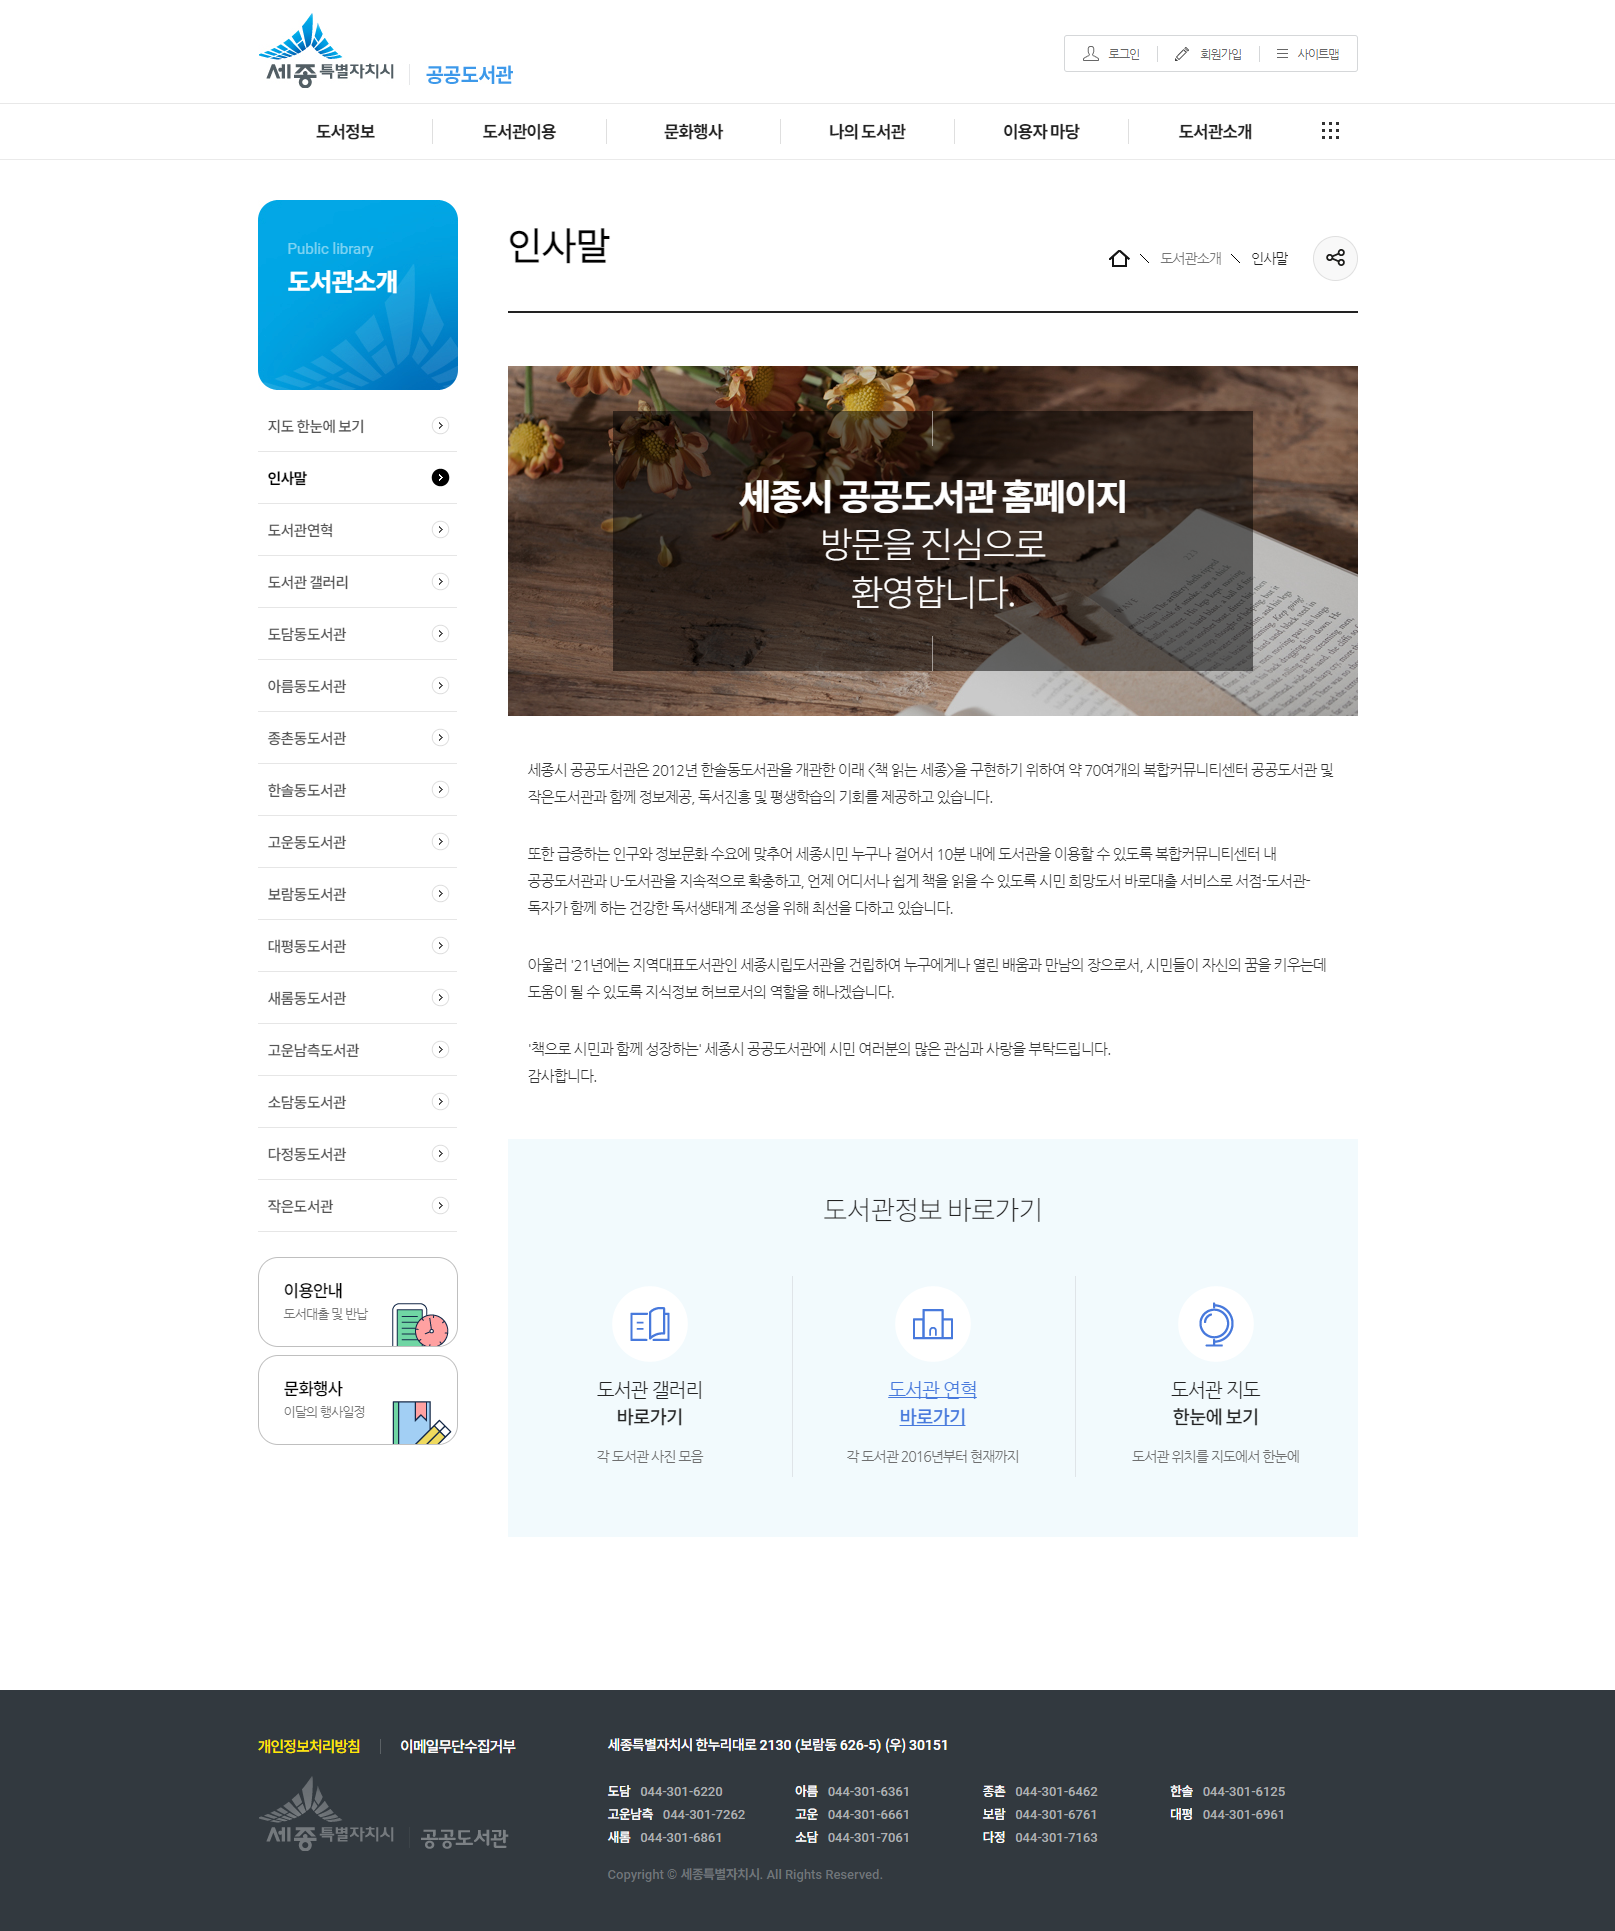 세종특별자치시 공공도서관
로그인 회원가입 사이트맵
도서정보 도서관이용 문화행사 나의 도서관 이용자 마당 도서관소개
Public library
도서관소개
지도 한눈에 보기
인사말
도서관연혁
도서관 갤러리
도담동도서관
아름동도서관
종촌동도서관
한솔동도서관
고운동도서관
보람동도서관
대평동도서관
새롬동도서관
고운남측도서관
소담동도서관
다정동도서관
작은도서관
이용안내
도서대출 및 반납
문화행사
이달의 행사일정
인사말
도서관소개 인사말
세종시 공공도서관 홈페이지
방문을 진심으로
환영합니다.
세종시 공공도서관은 2012년 한솔동도서관을 개관한 이래 <책 읽는 세종>을 구현하기 위하여 약 70여개의 복합커뮤니티센터 공공도서관 및
작은도서관과 함께 정보제공, 독서진흥 및 평생학습의 기회를 제공하고 있습니다.
또한 급증하는 인구와 정보문화 수요에 맞추어 세종시민 누구나 걸어서 10분 내에 도서관을 이용할 수 있도록 복합커뮤니티센터 내
공공도서관과 U-도서관을 지속적으로 확충하고, 언제 어디서나 쉽게 책을 읽을 수 있도록 시민 희망도서 바로대출 서비스로 서점-도서관-
독자가 함께 하는 건강한 독서생태계 조성을 위해 최선을 다하고 있습니다.
아울러 '21년에는 지역대표도서관인 세종시립도서관을 건립하여 누구에게나 열린 배움과 만남의 장으로서, 시민들이 자신의 꿈을 키우는데
도움이 될 수 있도록 지식정보 허브로서의 역할을 해나겠습니다.
'책으로 시민과 함께 성장하는' 세종시 공공도서관에 시민 여러분의 많은 관심과 사랑을 부탁드립니다.
감사합니다.
도서관정보 바로가기
도서관 갤러리
바로가기
각 도서관 사진 모음
도서관 연혁
바로가기
각 도서관 2016년부터 현재까지
도서관 지도
한눈에 보기
도서관 위치를 지도에서 한눈에
개인정보처리방침 이메일무단수집거부
세종특별자치시 공공도서관
세종특별자치시 한누리대로 2130 (보람동 626-5) (우) 30151
도담 044-301-6220 아름 044-301-6361 종촌 044-301-6462 한솔 044-301-6125
고운남측 044-301-7262 고운 044-301-6661 보람 044-301-6761 대평 044-301-6961
새롬 044-301-6861 소담 044-301-7061 다정 044-301-7163
Copyright © 세종특별자치시. All Rights Reserved.